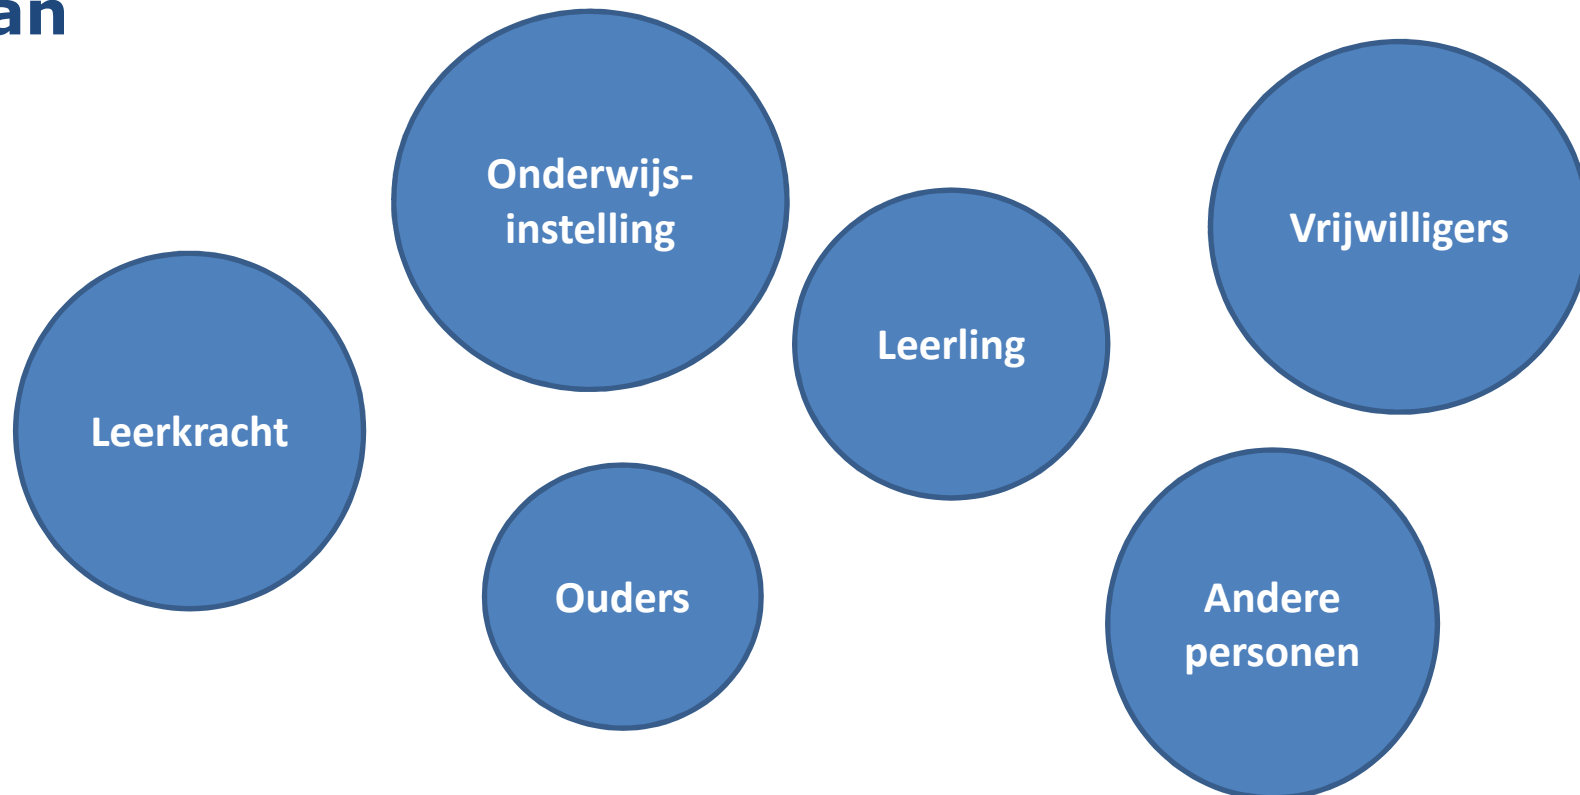 an
Onderwijs-
instelling
Vrijwilligers
Leerling
Leerkracht
Ouders
Andere
personen